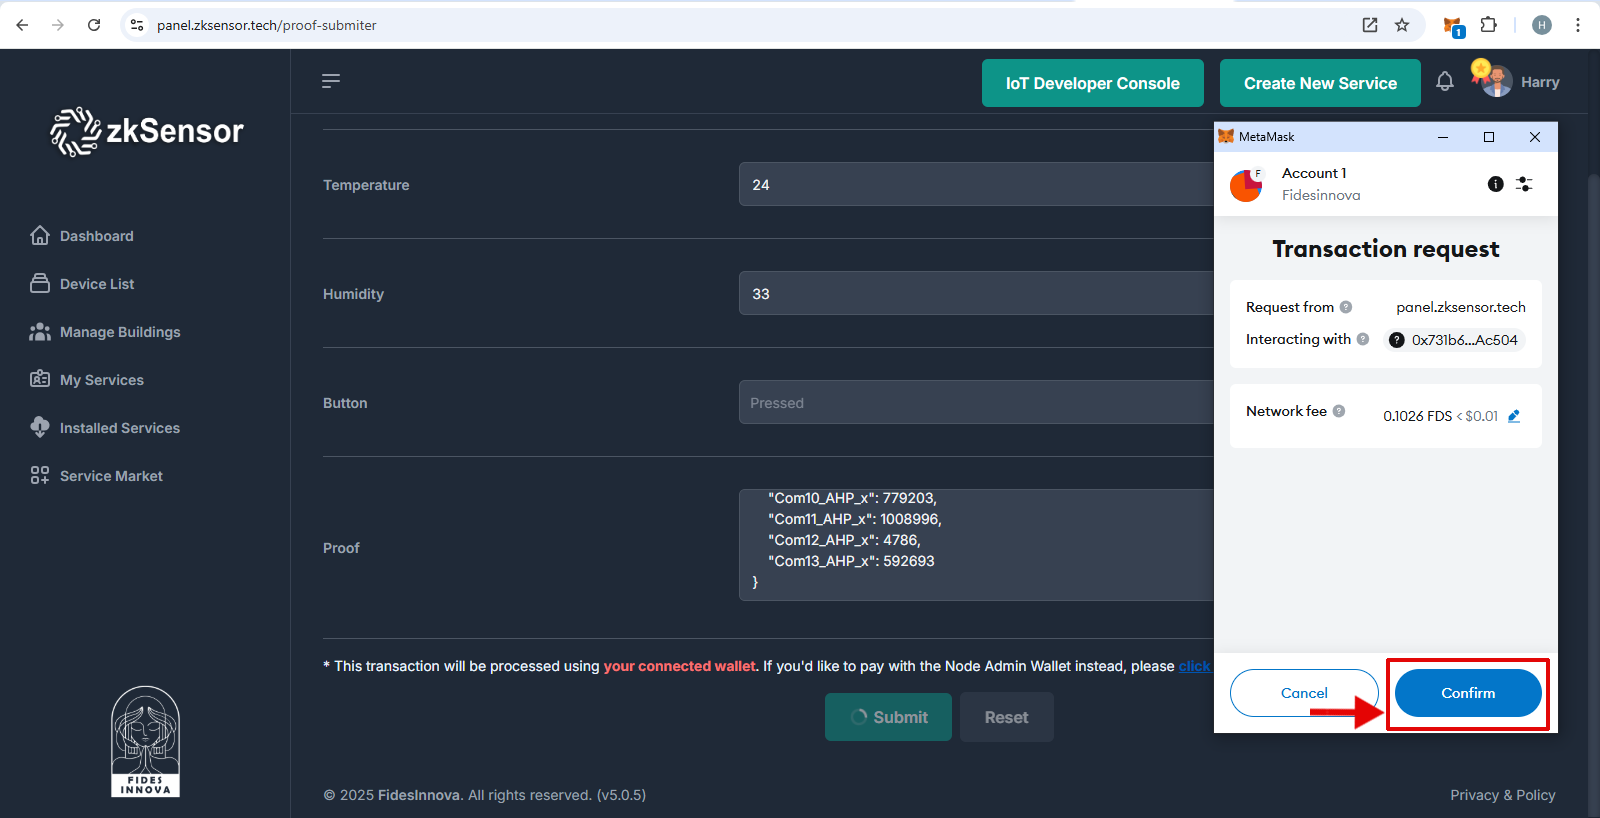 panel.zksensor.tech/proof-submiter
1
H
zkSensor
IoT Developer Console
Create New Service
Harry
Dashboard
Device List
Manage Buildings
My Services
Installed Services
Service Market
FIDES
INNOVA
Temperature
24
Humidity
33
Button
Pressed
Proof
"Com10_AHP_x": 779203,
"Com11_AHP_x": 1008996,
"Com12_AHP_x": 4786,
"Com13_AHP_x": 592693
}
* This transaction will be processed using your connected wallet. If you'd like to pay with the Node Admin Wallet instead, please click
Submit
Reset
© 2025 FidesInnova. All rights reserved. (v5.0.5)
Privacy & Policy
MetaMask
F
Account 1
Fidesinnova
Transaction request
Request from ? panel.zksensor.tech
Interacting with ? ? 0x731b6...Ac504
Network fee ? 0.1026 FDS < $0.01
Cancel
Confirm